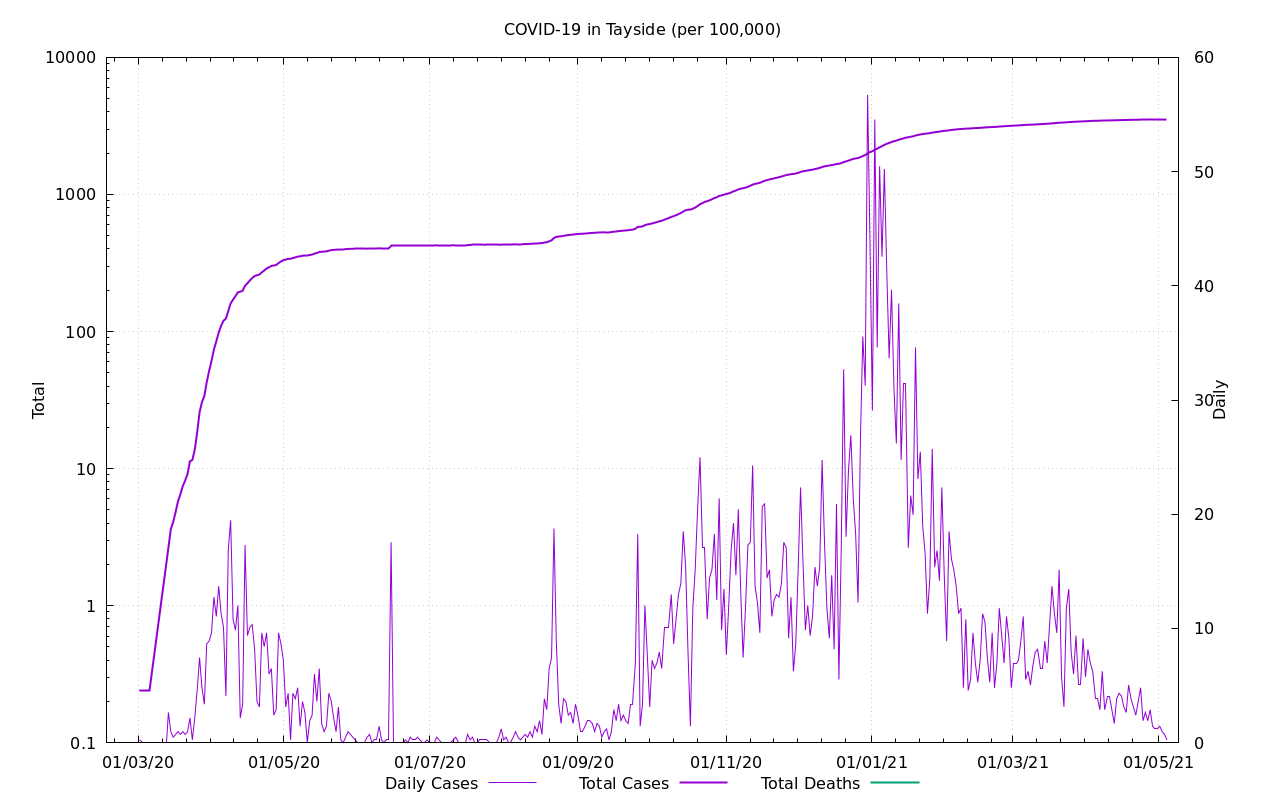 COVID-19 in Tayside (per 100,000)
10000
1000
100
10
1
0.1
Total
60
50
40
30
20
10
0
Daily
01/03/20 01/05/20 01/07/20 01/09/20 01/11/20 01/01/21 01/03/21 01/05/21
Daily Cases Total Cases Total Deaths